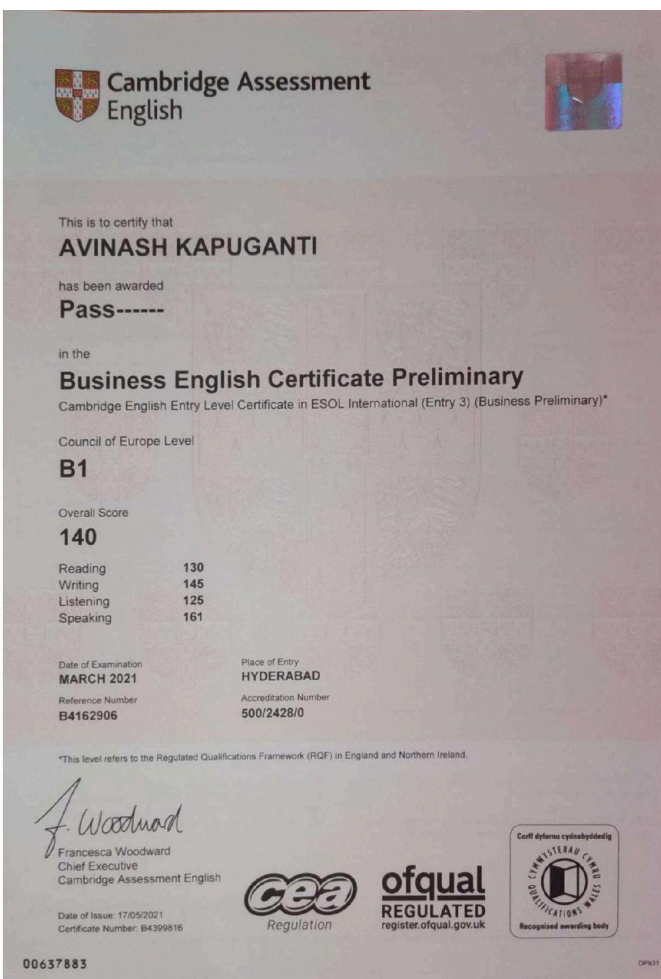 Cambridge Assessment
English
This is to certify that
AVINASH KAPUGANTI
has been awarded
Pass------
in the
Business English Certificate Preliminary
Cambridge English Entry Level Certificate in ESOL International (Entry 3) (Business Preliminary)*
Council of Europe Level
B1
Overall Score
140
Reading 130
Writing 145
Listening 125
Speaking 161
Date of Examination
MARCH 2021
Place of Entry
HYDERABAD
Reference Number
B4162906
Accreditation Number
500/2428/0
*This level refers to the Regulated Qualifications Framework (RQF) in England and Northern Ireland.
F. Woodward
Francesca Woodward
Chief Executive
Cambridge Assessment English
Date of Issue: 17/05/2021
Certificate Number: B4399816
cea
Regulation
ofqual
REGULATED
register.ofqual.gov.uk
Corff dyfarnu cydnabyddedig
CYMWYSTERAU CYMRU
QUALIFICATIONS WALES
Recognised awarding body
00637883
DP931